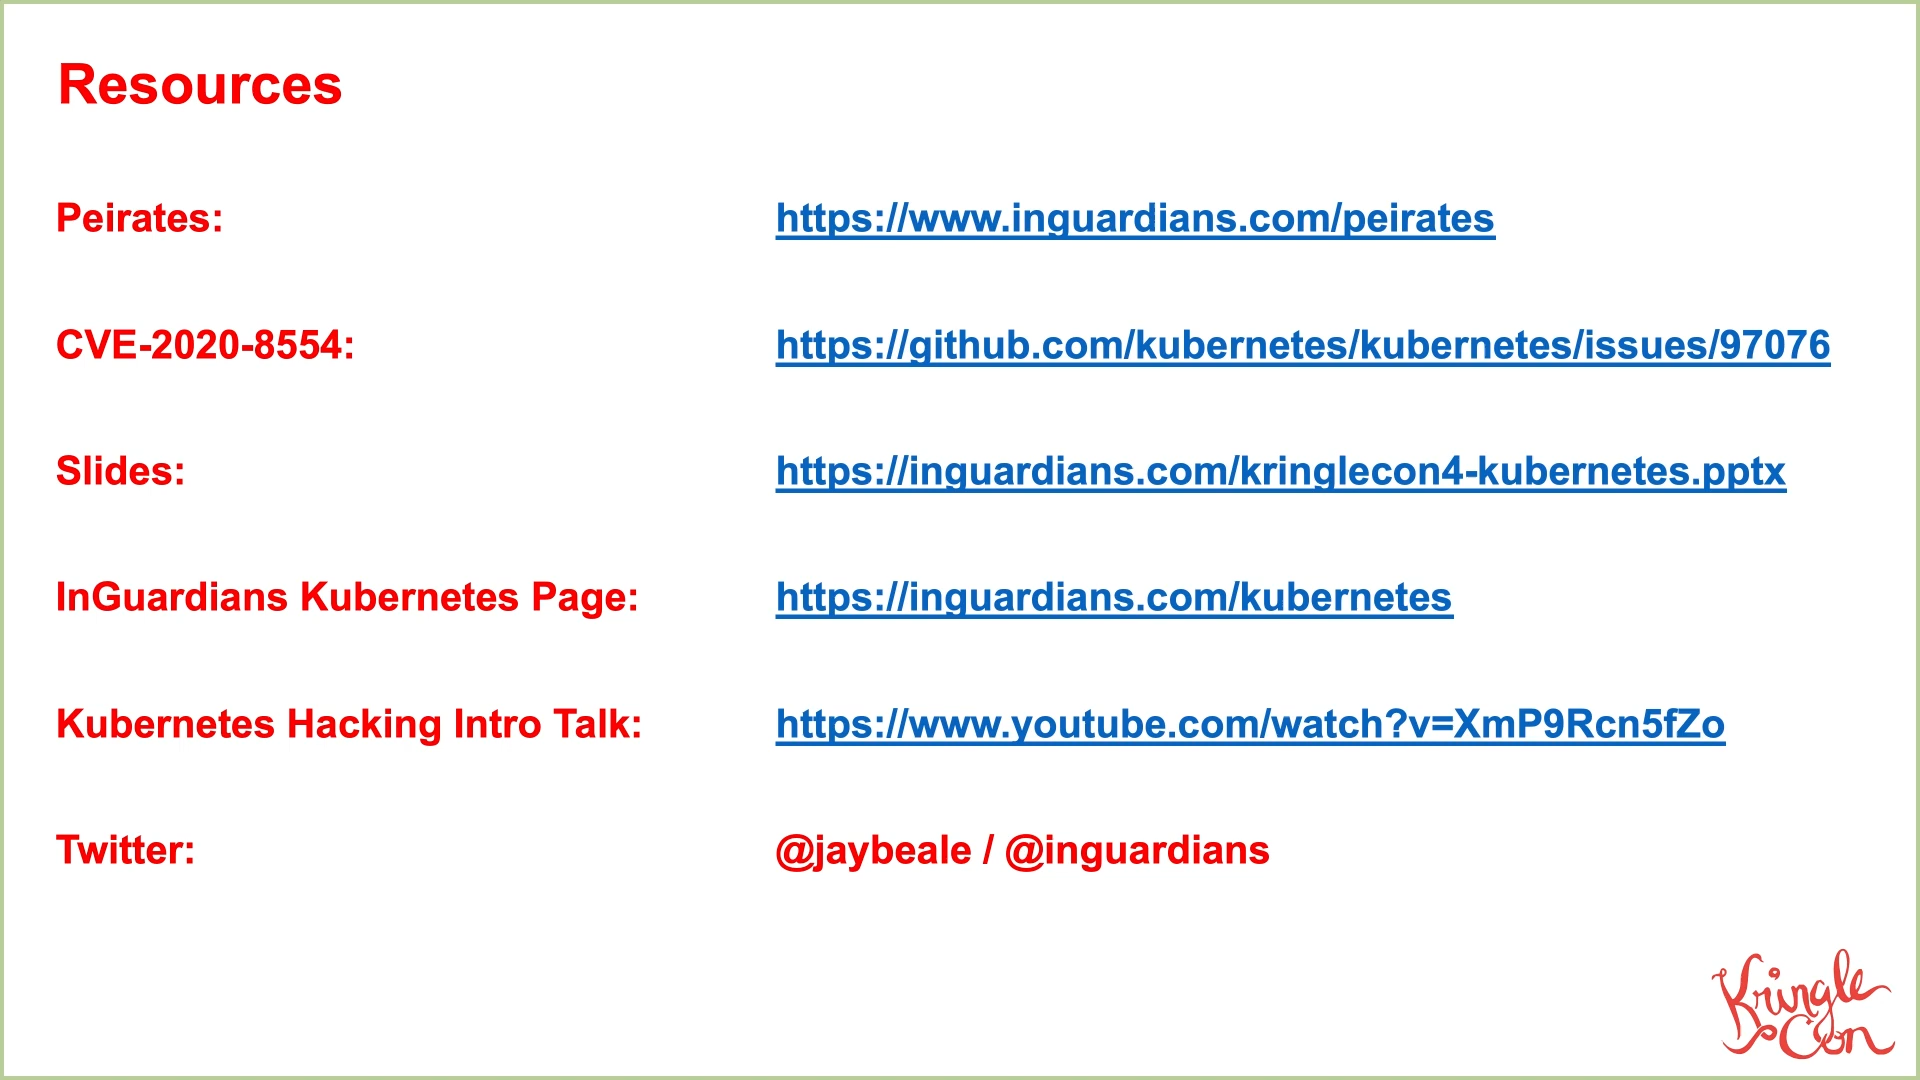 Resources
Peirates: https://www.inguardians.com/peirates
CVE-2020-8554: https://github.com/kubernetes/kubernetes/issues/97076
Slides: https://inguardians.com/kringlecon4-kubernetes.pptx
InGuardians Kubernetes Page: https://inguardians.com/kubernetes
Kubernetes Hacking Intro Talk: https://www.youtube.com/watch?v=XmP9Rcn5fZo
Twitter: @jaybeale / @inguardians
Kringle
Con